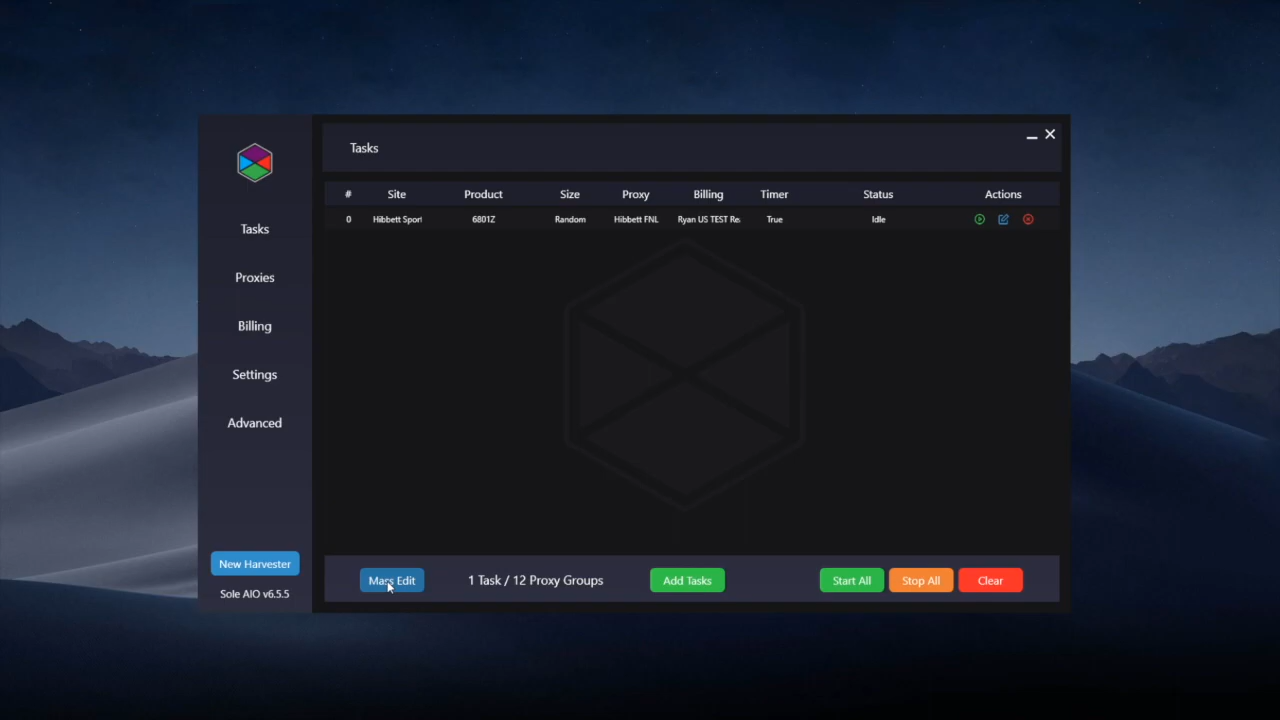 Tasks
# Site Product Size Proxy Billing Timer Status Actions
0 Hibbett Sport 6801Z Random Hibbett FNL Ryan US TEST Re True Idle
Tasks
Proxies
Billing
Settings
Advanced
New Harvester
Sole AIO v6.5.5
Mass Edit 1 Task / 12 Proxy Groups Add Tasks Start All Stop All Clear